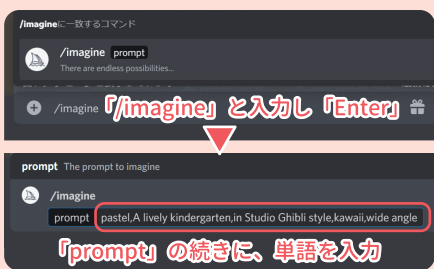 /imagineに一致するコマンド
/imagine prompt
There are endless possibilities...
/imagine「/imagine」と入力し「Enter」
prompt The prompt to imagine
/imagine
prompt pastel,A lively kindergarten,in Studio Ghibli style,kawaii,wide angle
「prompt」の続きに、単語を入力